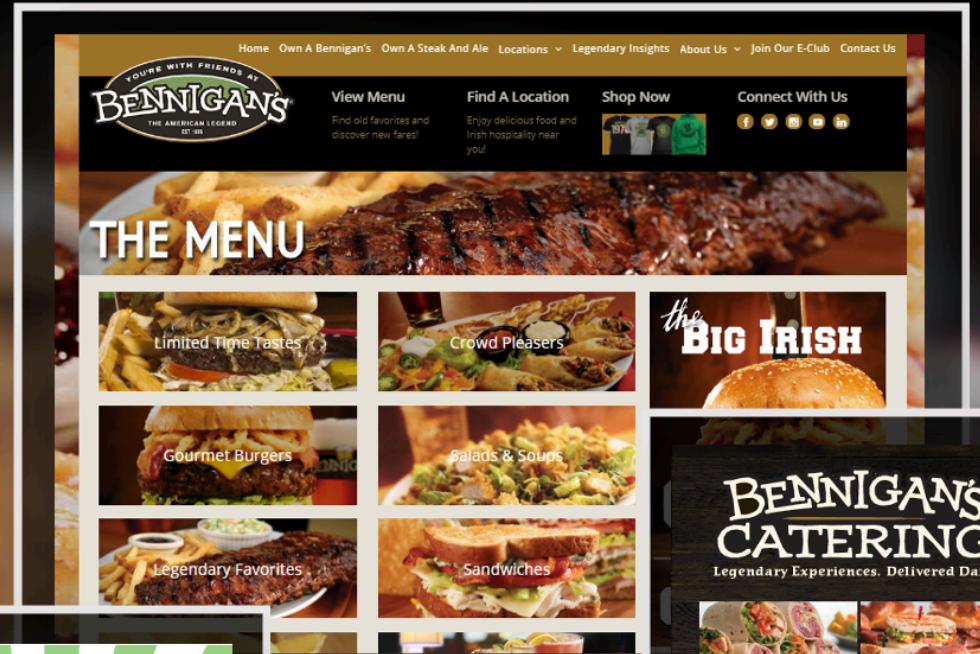 Home Own A Bennigan's Own A Steak And Ale Locations Legendary Insights About Us Join Our E-Club Contact Us
YOU'RE WITH FRIENDS AT
BENNIGAN'S
THE AMERICAN LEGEND
EST. 1976
View Menu
Find old favorites and
discover new fares!
Find A Location
Enjoy delicious food and
Irish hospitality near
you!
Shop Now
Connect With Us
THE MENU
Limited Time Tastes
Crowd Pleasers
the
BIG IRISH
Gourmet Burgers
Salads & Soups
Legendary Favorites
Sandwiches
BENNIGAN'S
CATERING
Legendary Experiences. Delivered Da